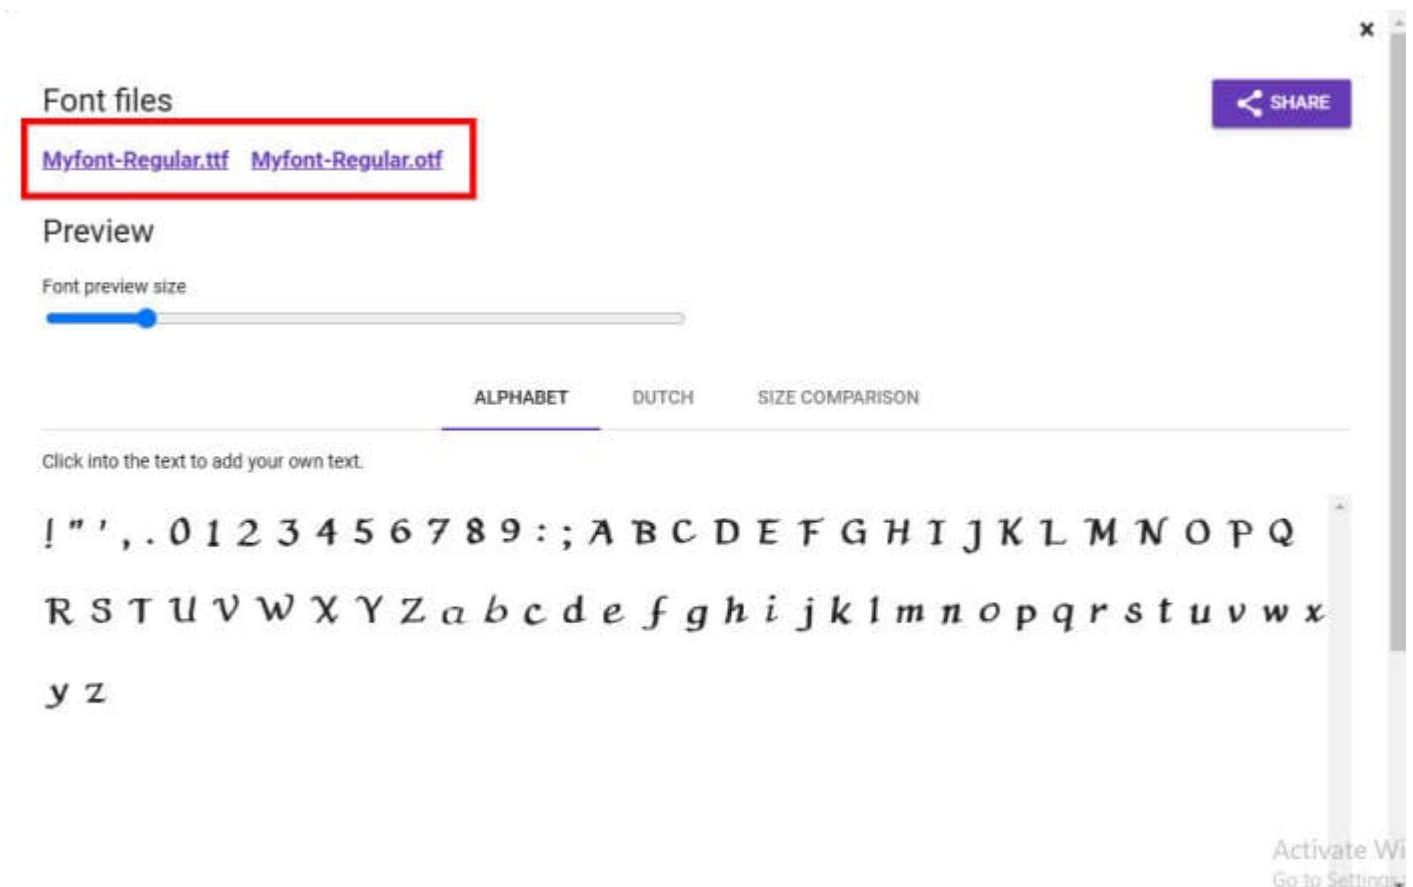 x
Font files
SHARE
Myfont-Regular.ttf Myfont-Regular.otf
Preview
Font preview size
ALPHABET DUTCH SIZE COMPARISON
Click into the text to add your own text.
! " ' , . 0 1 2 3 4 5 6 7 8 9 : ; A B C D E F G H I J K L M N O P Q
R S T U V W X Y Z a b c d e f g h i j k l m n o p q r s t u v w x
y z
Activate Wi
Go to Settings